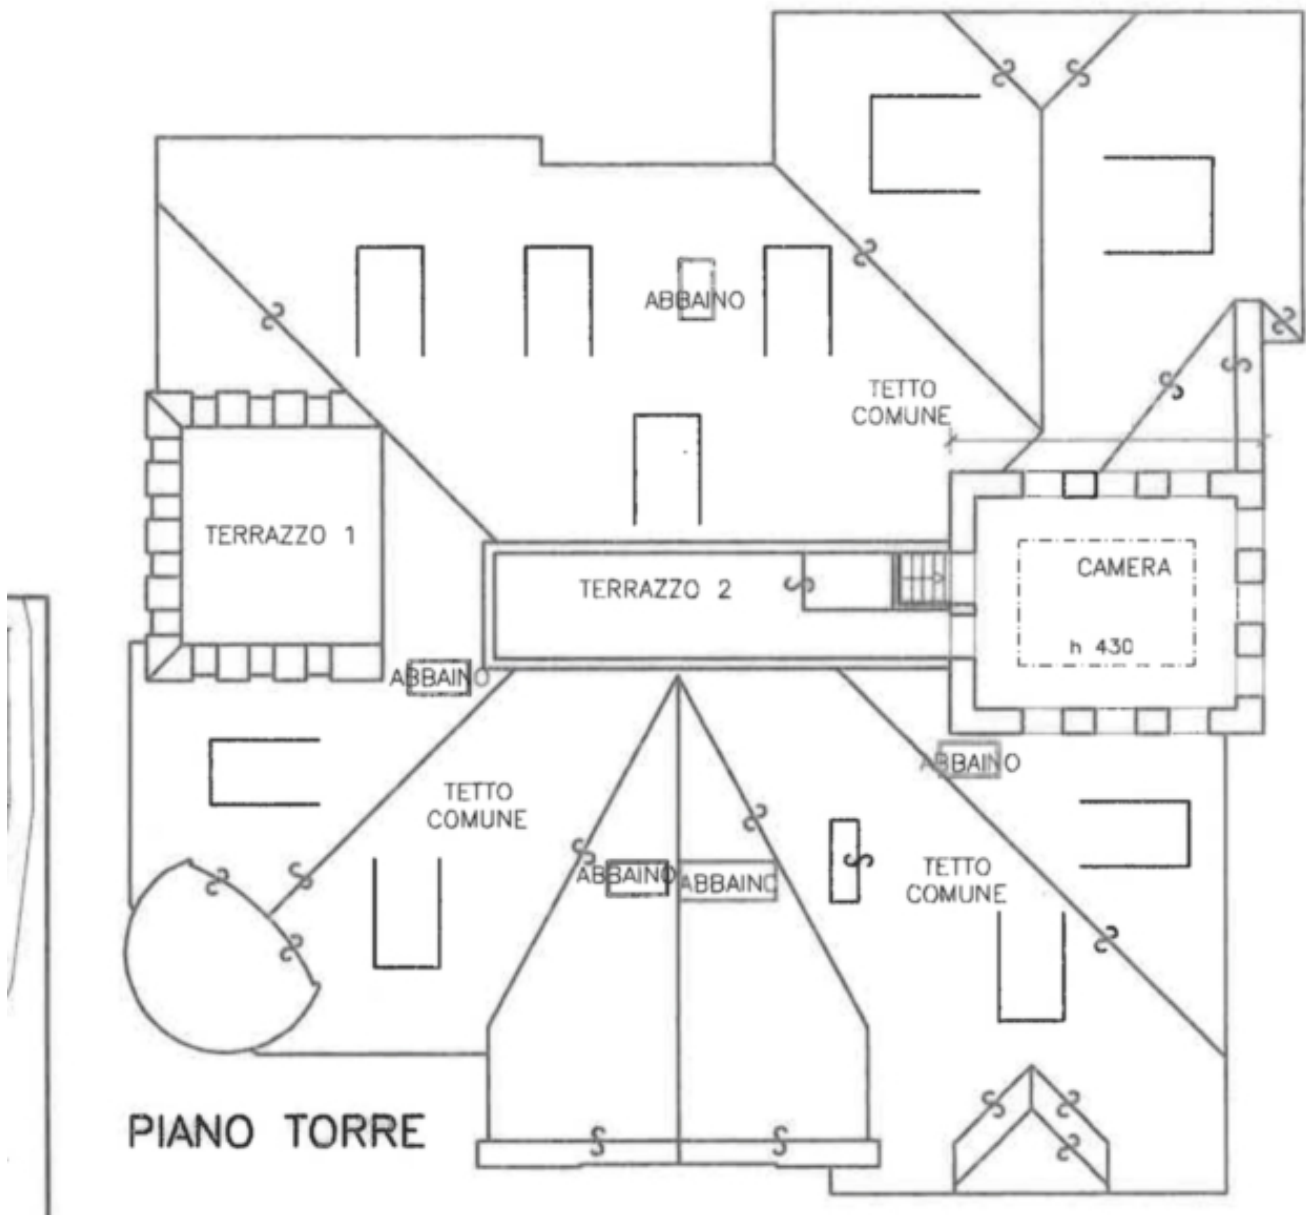 ABBAINO
TETTO
COMUNE
TERRAZZO 1
TERRAZZO 2
CAMERA
h 430
ABBAINO
ABBAINO
TETTO
COMUNE
ABBAINO
ABBAINO
TETTO
COMUNE
PIANO TORRE